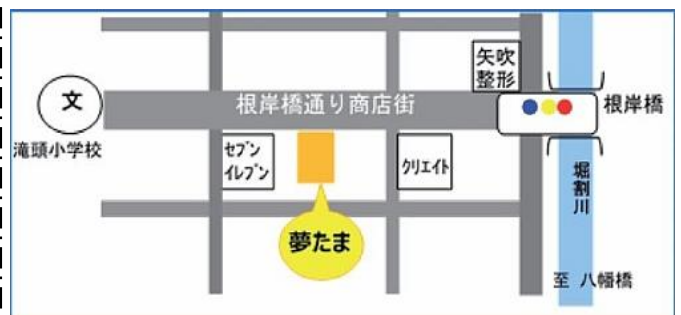 矢吹
整形
文
根岸橋通り商店街
根岸橋
滝頭小学校
セブン
イレブン
クリエイト
堀割川
夢たま
至 八幡橋